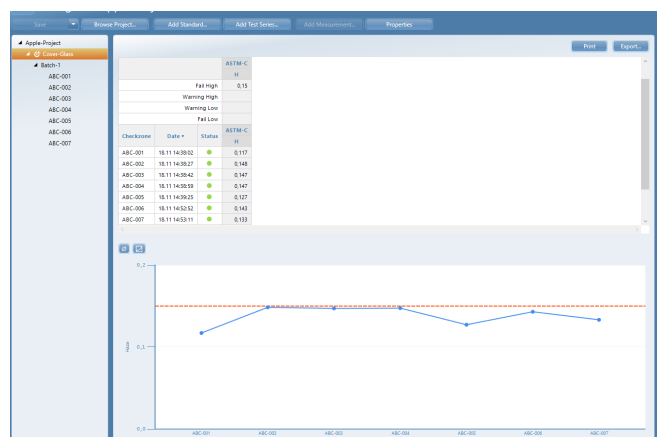 Save Browse Project... Add Standard... Add Test Series... Add Measurement... Properties
Apple-Project
Cover-Glass
Batch-1
ABC-001
ABC-002
ABC-003
ABC-004
ABC-005
ABC-006
ABC-007
Print Export...
ASTM-C
H
Fail High 0,15
Warning High
Warning Low
Fail Low
Checkzone Date Status ASTM-C
H
ABC-001 18.11 14:38:02 0,117
ABC-002 18.11 14:38:27 0,148
ABC-003 18.11 14:38:42 0,147
ABC-004 18.11 14:38:59 0,147
ABC-005 18.11 14:39:25 0,127
ABC-006 18.11 14:52:52 0,143
ABC-007 18.11 14:53:11 0,133
0,2
Haze
0,1
0,0
ABC-001 ABC-002 ABC-003 ABC-004 ABC-005 ABC-006 ABC-007